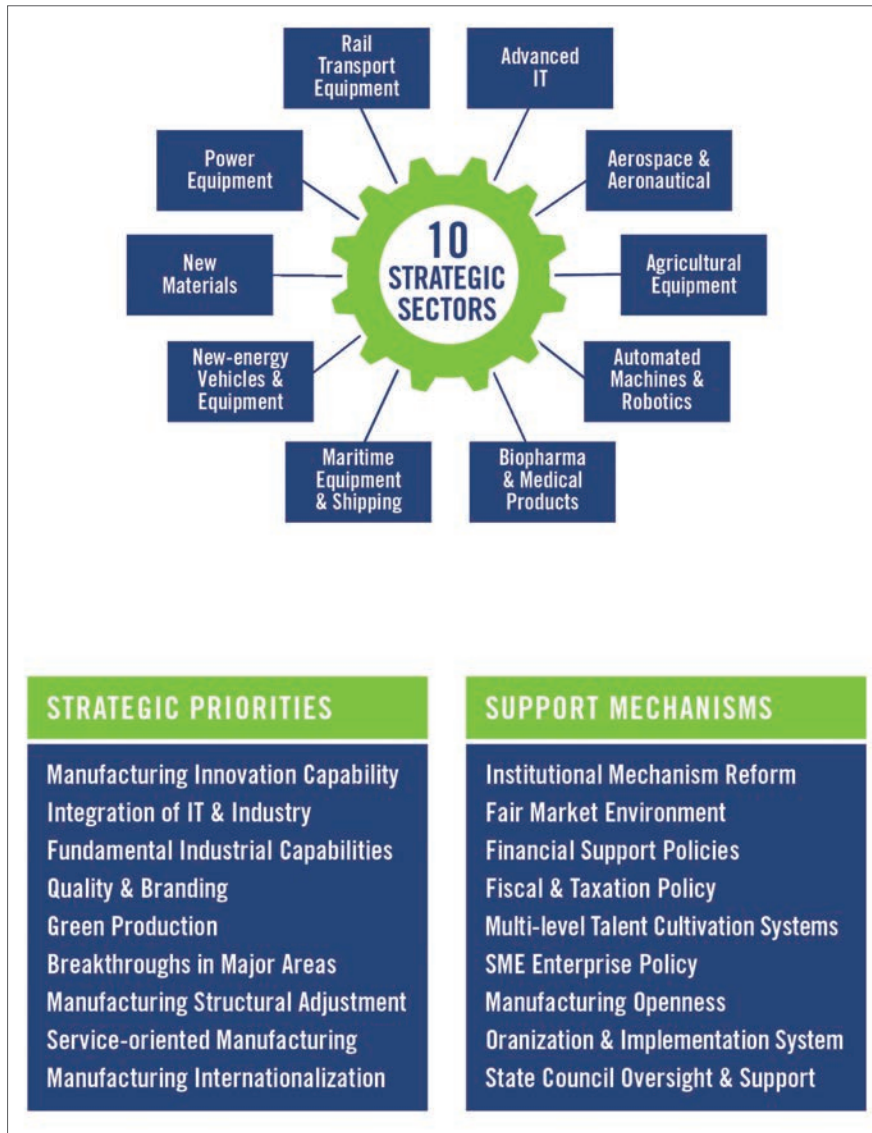 Rail
Transport
Equipment
Advanced
IT
Power
Equipment
Aerospace &
Aeronautical
New
Materials
10
STRATEGIC
SECTORS
Agricultural
Equipment
New-energy
Vehicles &
Equipment
Automated
Machines &
Robotics
Maritime
Equipment
& Shipping
Biopharma
& Medical
Products
STRATEGIC PRIORITIES
Manufacturing Innovation Capability
Integration of IT & Industry
Fundamental Industrial Capabilities
Quality & Branding
Green Production
Breakthroughs in Major Areas
Manufacturing Structural Adjustment
Service-oriented Manufacturing
Manufacturing Internationalization
SUPPORT MECHANISMS
Institutional Mechanism Reform
Fair Market Environment
Financial Support Policies
Fiscal & Taxation Policy
Multi-level Talent Cultivation Systems
SME Enterprise Policy
Manufacturing Openness
Oranization & Implementation System
State Council Oversight & Support